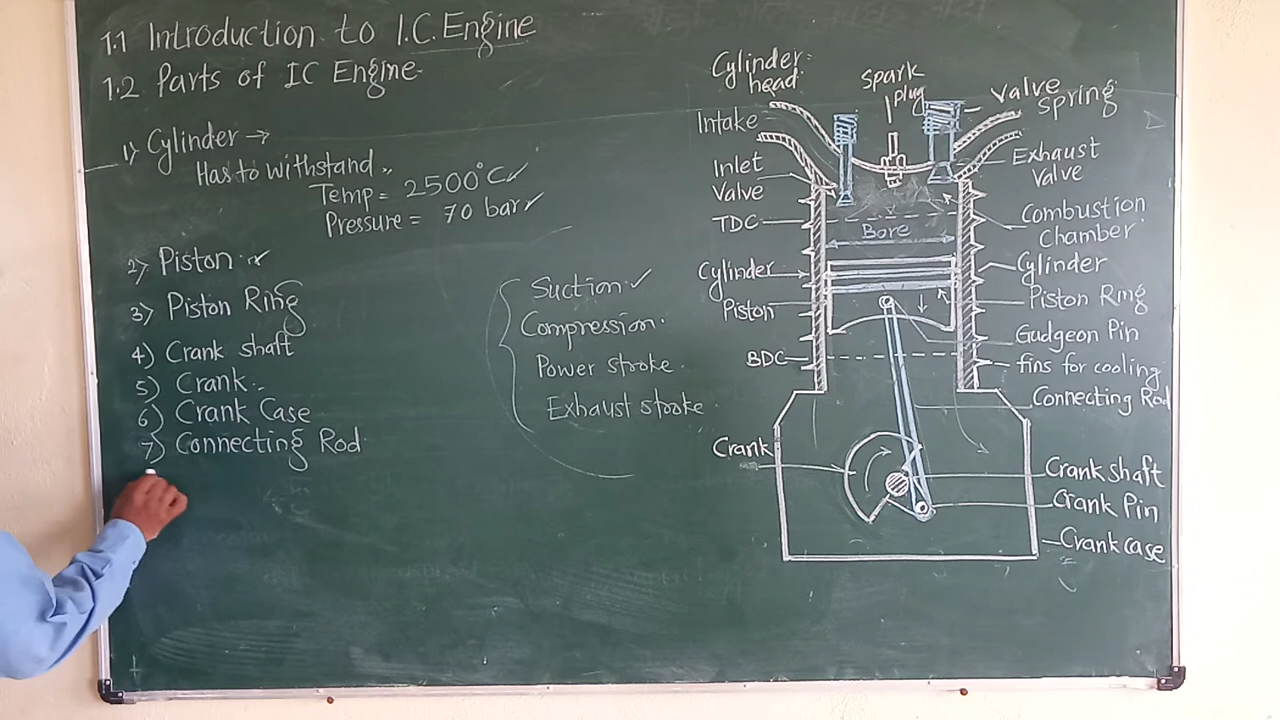 1.1 Introduction to I.C. Engine
1.2 Parts of IC Engine
1) Cylinder →
Has to withstand
Temp = 2500°C ✓
Pressure = 70 bar ✓
2) Piston ✓
3) Piston Ring
4) Crank shaft
5) Crank
6) Crank Case
7) Connecting Rod
Suction ✓
Compression
Power stroke
Exhaust stroke
Cylinder head
Spark plug
Valve spring
Intake
Inlet Valve
TDC
Bore
Cylinder
Piston
BDC
Crank
Exhaust Valve
Combustion Chamber
Cylinder
Piston Ring
Gudgeon Pin
fins for cooling
Connecting Rod
Crank shaft
Crank Pin
Crank case